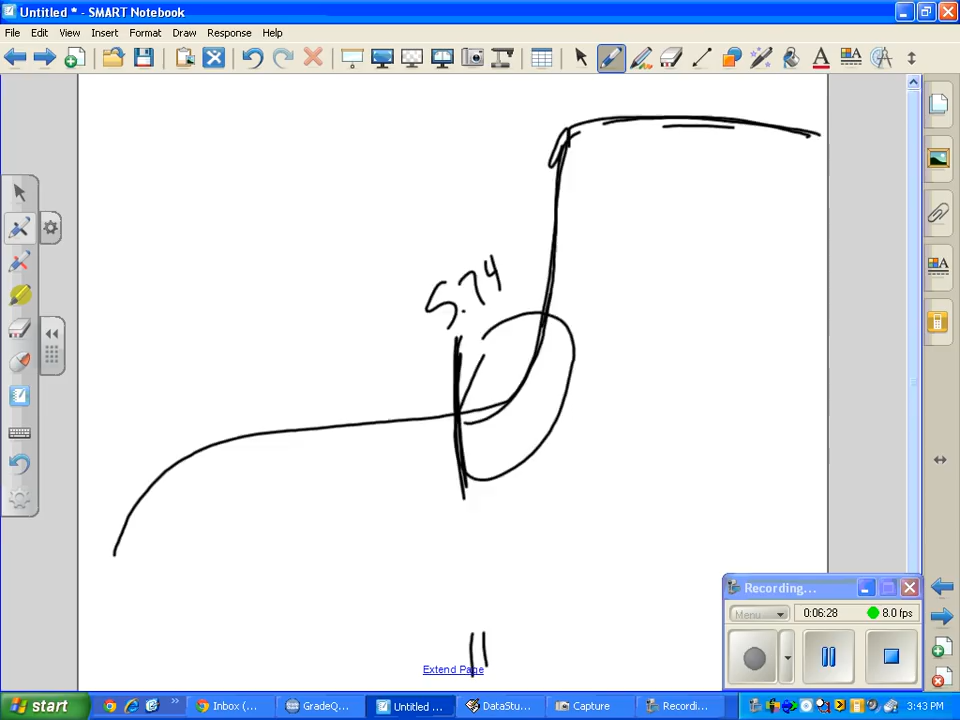 Untitled * - SMART Notebook
File Edit View Insert Format Draw Response Help
5.74
11
Extend Page
Recording...
Menu 0:06:28 8.0 fps
start Inbox (... GradeQ... Untitled ... DataStu... Capture Recordi... 3:43 PM